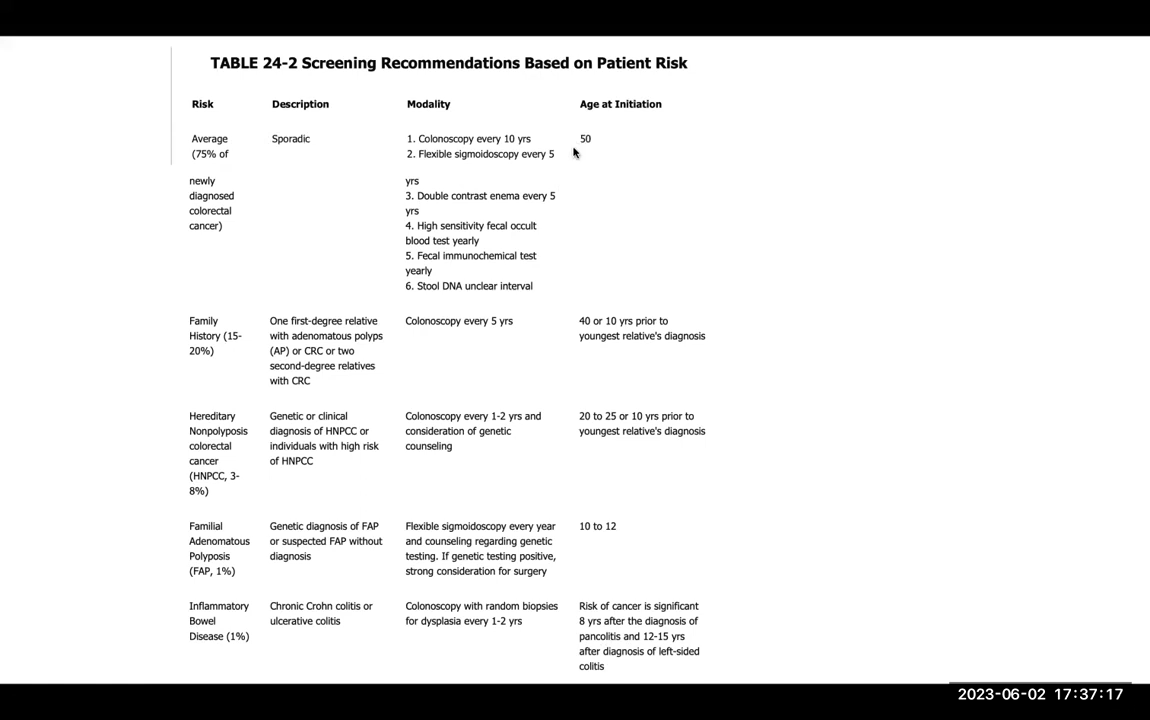 TABLE 24-2 Screening Recommendations Based on Patient Risk
Risk Description Modality Age at Initiation
Average Sporadic 1. Colonoscopy every 10 yrs 50
(75% of 2. Flexible sigmoidoscopy every 5
newly yrs
diagnosed 3. Double contrast enema every 5
colorectal yrs
cancer) 4. High sensitivity fecal occult
blood test yearly
5. Fecal immunochemical test
yearly
6. Stool DNA unclear interval
Family One first-degree relative Colonoscopy every 5 yrs 40 or 10 yrs prior to
History (15- with adenomatous polyps youngest relative's diagnosis
20%) (AP) or CRC or two
second-degree relatives
with CRC
Hereditary Genetic or clinical Colonoscopy every 1-2 yrs and 20 to 25 or 10 yrs prior to
Nonpolyposis diagnosis of HNPCC or consideration of genetic youngest relative's diagnosis
colorectal individuals with high risk counseling
cancer of HNPCC
(HNPCC, 3-
8%)
Familial Genetic diagnosis of FAP Flexible sigmoidoscopy every year 10 to 12
Adenomatous or suspected FAP without and counseling regarding genetic
Polyposis diagnosis testing. If genetic testing positive,
(FAP, 1%) strong consideration for surgery
Inflammatory Chronic Crohn colitis or Colonoscopy with random biopsies Risk of cancer is significant
Bowel ulcerative colitis for dysplasia every 1-2 yrs 8 yrs after the diagnosis of
Disease (1%) pancolitis and 12-15 yrs
after diagnosis of left-sided
colitis
2023-06-02 17:37:17